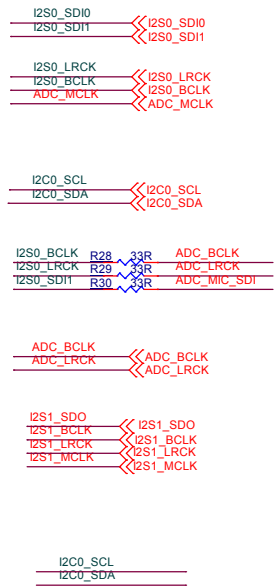 I2S0_SDI0 I2S0_SDI0
I2S0_SDI1 I2S0_SDI1
I2S0_LRCK I2S0_LRCK
I2S0_BCLK I2S0_BCLK
ADC_MCLK ADC_MCLK
I2C0_SCL I2C0_SCL
I2C0_SDA I2C0_SDA
I2S0_BCLK R28 33R ADC_BCLK
I2S0_LRCK R29 33R ADC_LRCK
I2S0_SDI1 R30 33R ADC_MIC_SDI
ADC_BCLK ADC_BCLK
ADC_LRCK ADC_LRCK
I2S1_SDO I2S1_SDO
I2S1_BCLK I2S1_BCLK
I2S1_LRCK I2S1_LRCK
I2S1_MCLK I2S1_MCLK
I2C0_SCL
I2C0_SDA